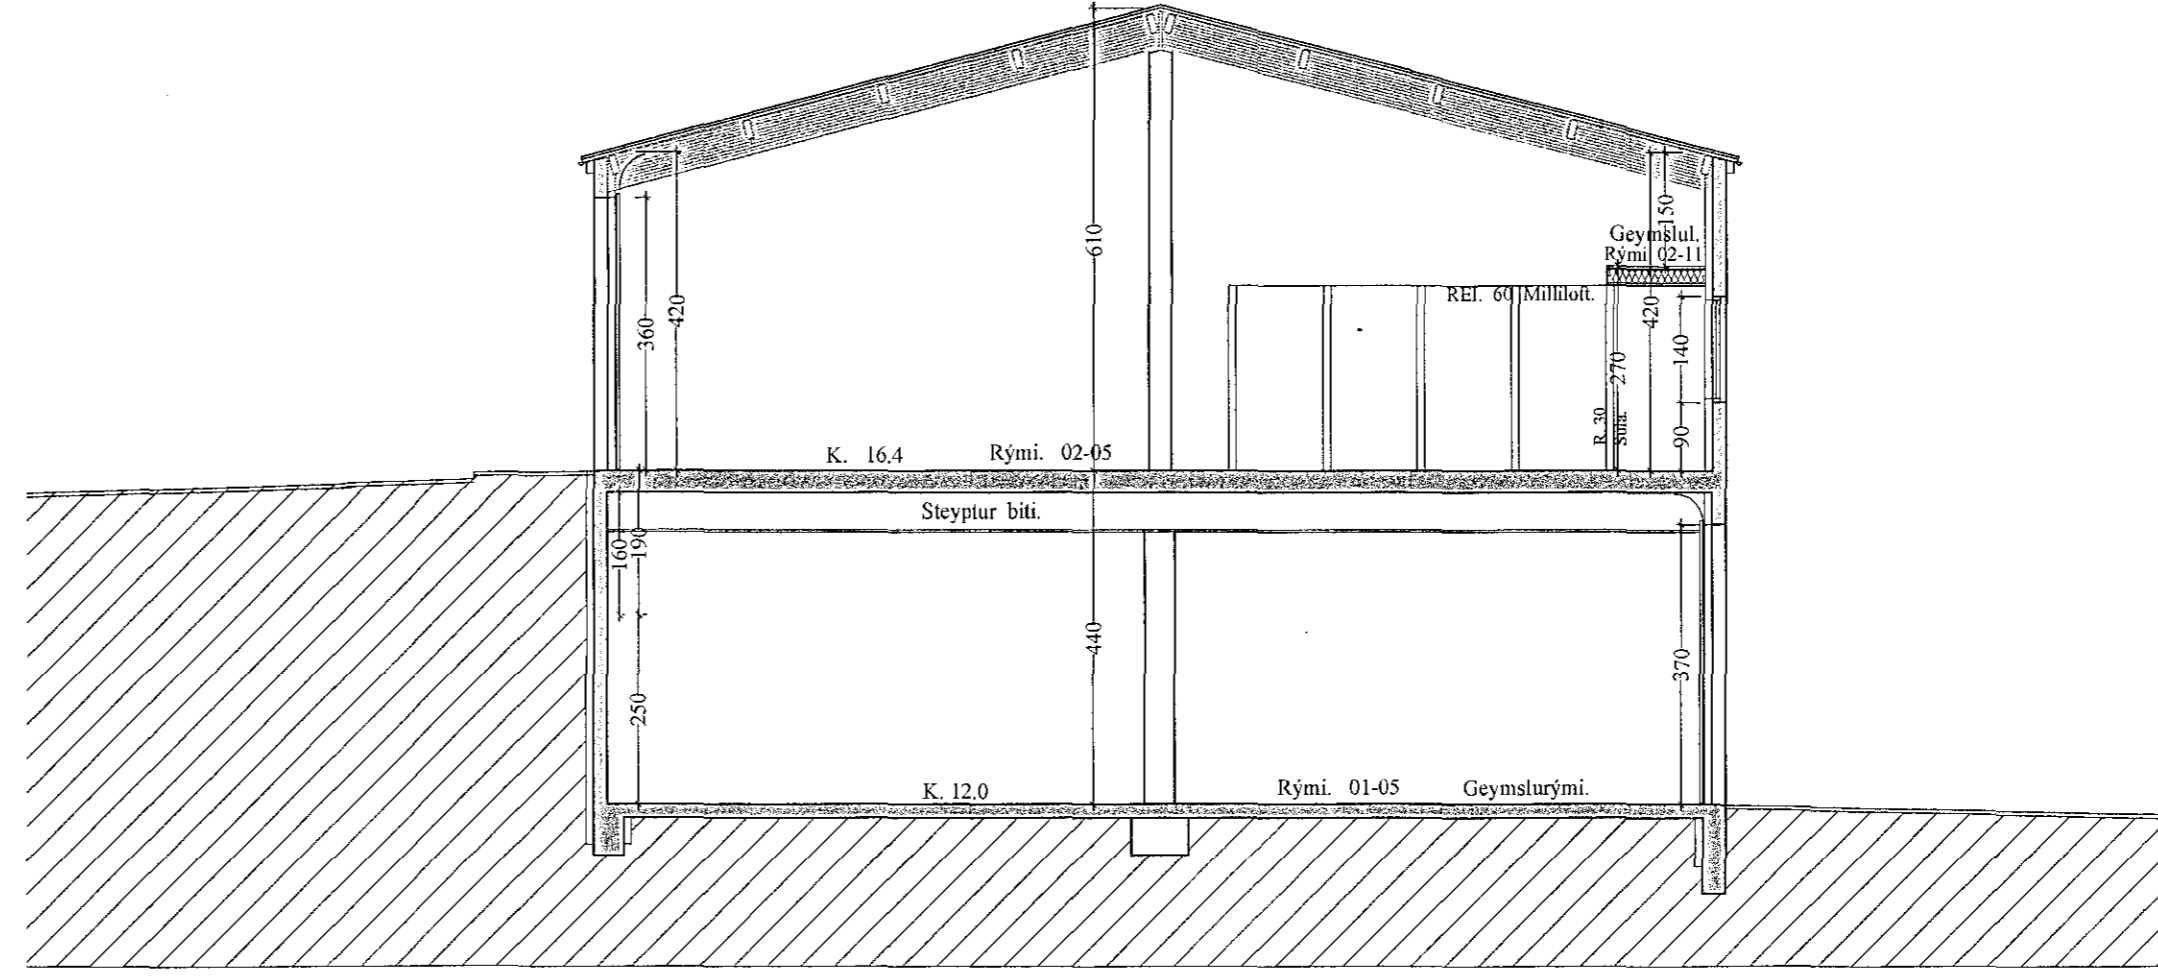 610
150
Geymslul.
Rými 02-11
REI. 60 Milliloft.
360
420
420
140
270
R. 30
súla.
90
K. 16.4
Rými. 02-05
Steyptur biti.
160
190
440
370
250
K. 12.0
Rými. 01-05
Geymslurými.